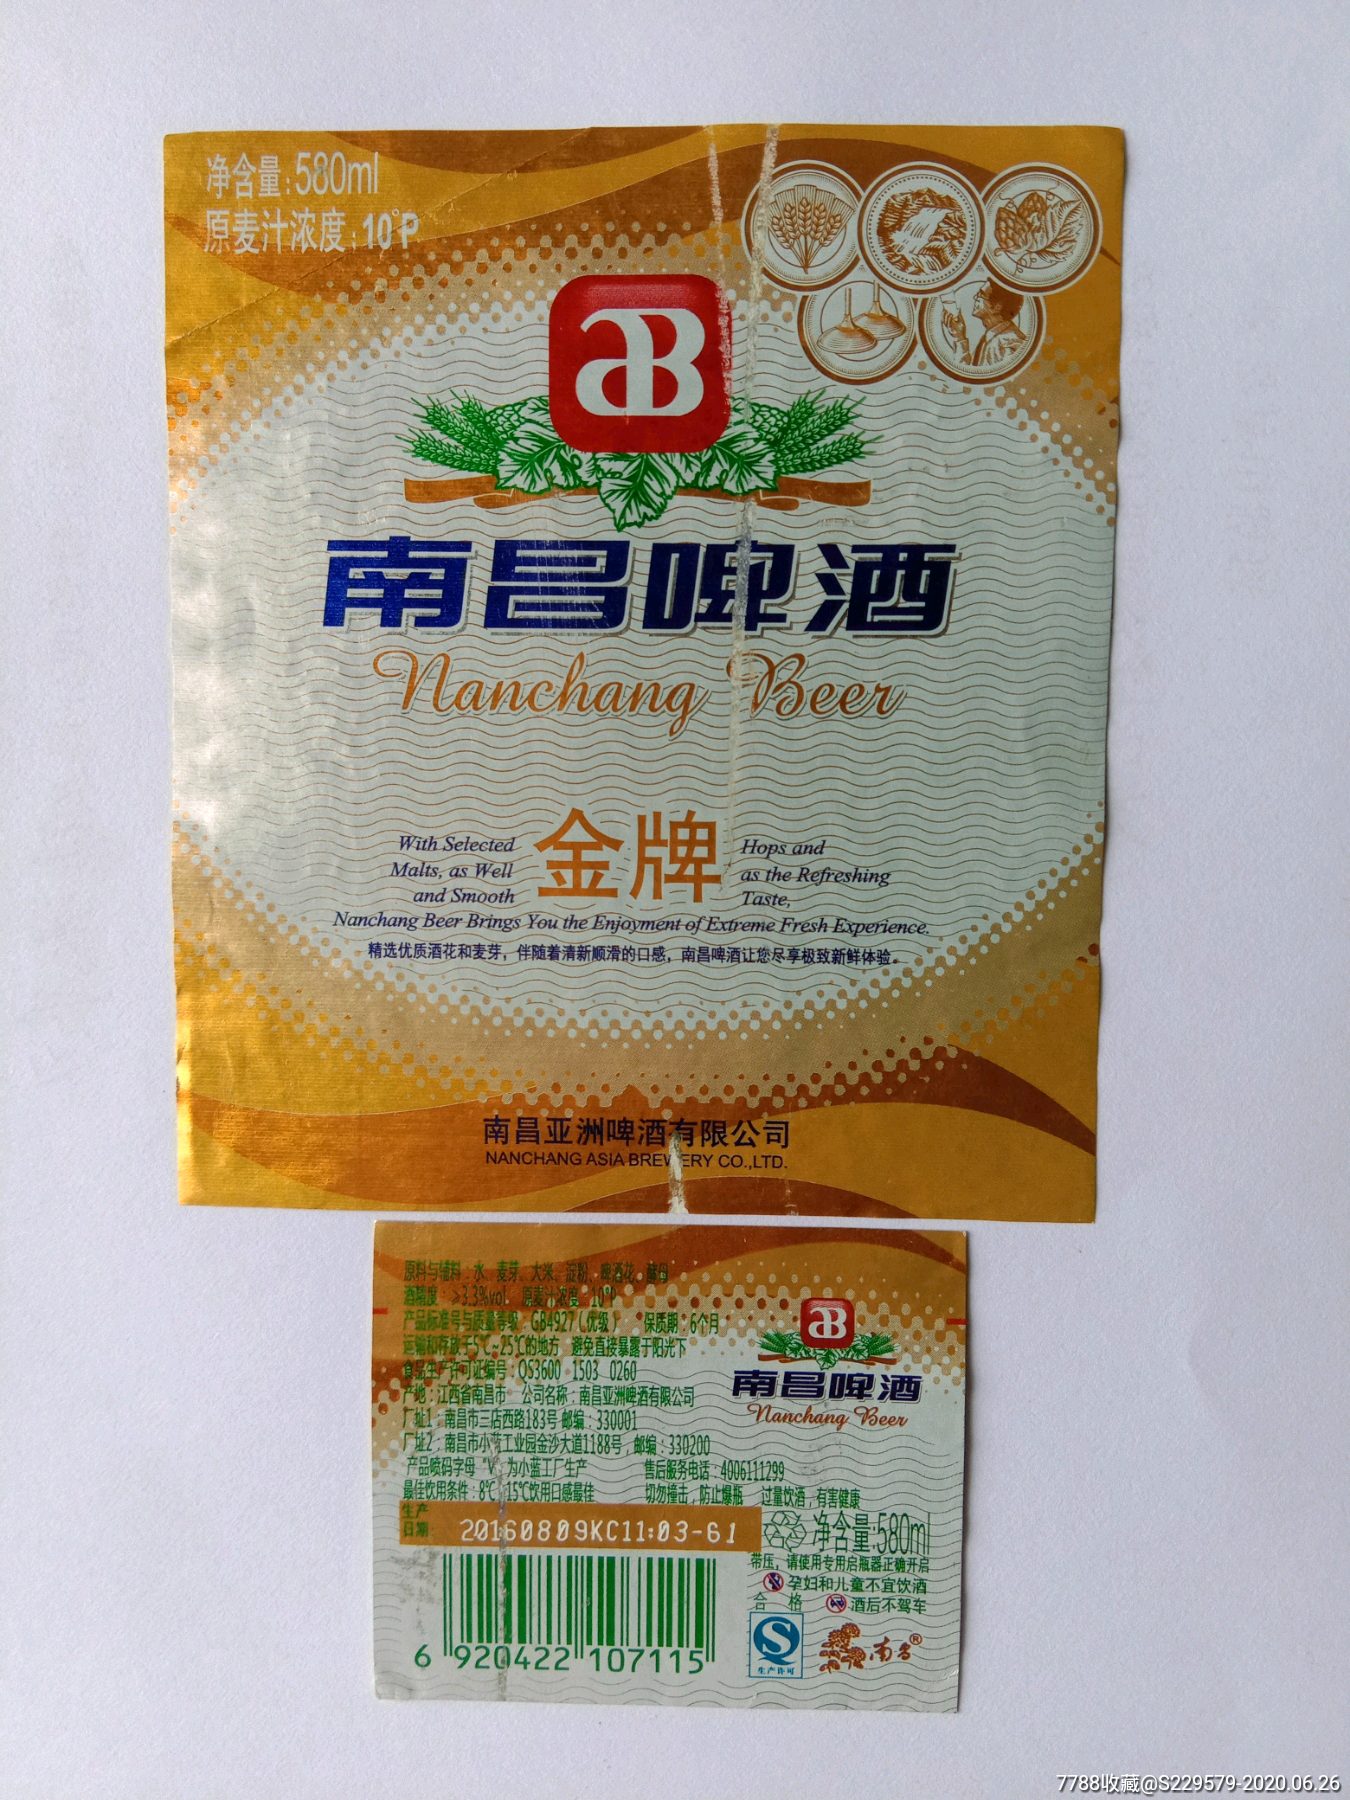 净含量:580ml
原麦汁浓度:10°P
aB
南昌啤酒
Nanchang Beer
金牌
With Selected Hops and
Malts, as Well as the Refreshing
and Smooth Taste,
Nanchang Beer Brings You the Enjoyment of Extreme Fresh Experience.
精选优质酒花和麦芽，伴随着清新顺滑的口感，南昌啤酒让您尽享极致新鲜体验。
南昌亚洲啤酒有限公司
NANCHANG ASIA BREWERY CO.,LTD.
原料与辅料：水、麦芽、大米、淀粉、啤酒花、酵母
酒精度：≥3.3%vol 原麦汁浓度：10°P
产品标准号与质量等级：GB4927(优级) 保质期：6个月
运输和存放于5℃~25℃的地方 避免直接暴露于阳光下
食品生产许可证编号：QS3600 1503 0260
产地：江西省南昌市 公司名称：南昌亚洲啤酒有限公司
厂址1：南昌市三店西路183号 邮编：330001
厂址2：南昌市小蓝工业园金沙大道1188号，邮编：330200
产品喷码字母“V”为小蓝工厂生产 售后服务电话：4006111299
最佳饮用条件：8℃~15℃饮用口感最佳 切勿撞击，防止爆瓶 过量饮酒，有害健康
aB
南昌啤酒
Nanchang Beer
生产
日期： 20160809KC11:03-61
净含量:580ml
带压，请使用专用启瓶器正确开启
孕妇和儿童不宜饮酒
合格 酒后不驾车
生产许可
南昌®
6 920422 107115
7788收藏@S229579-2020.06.26